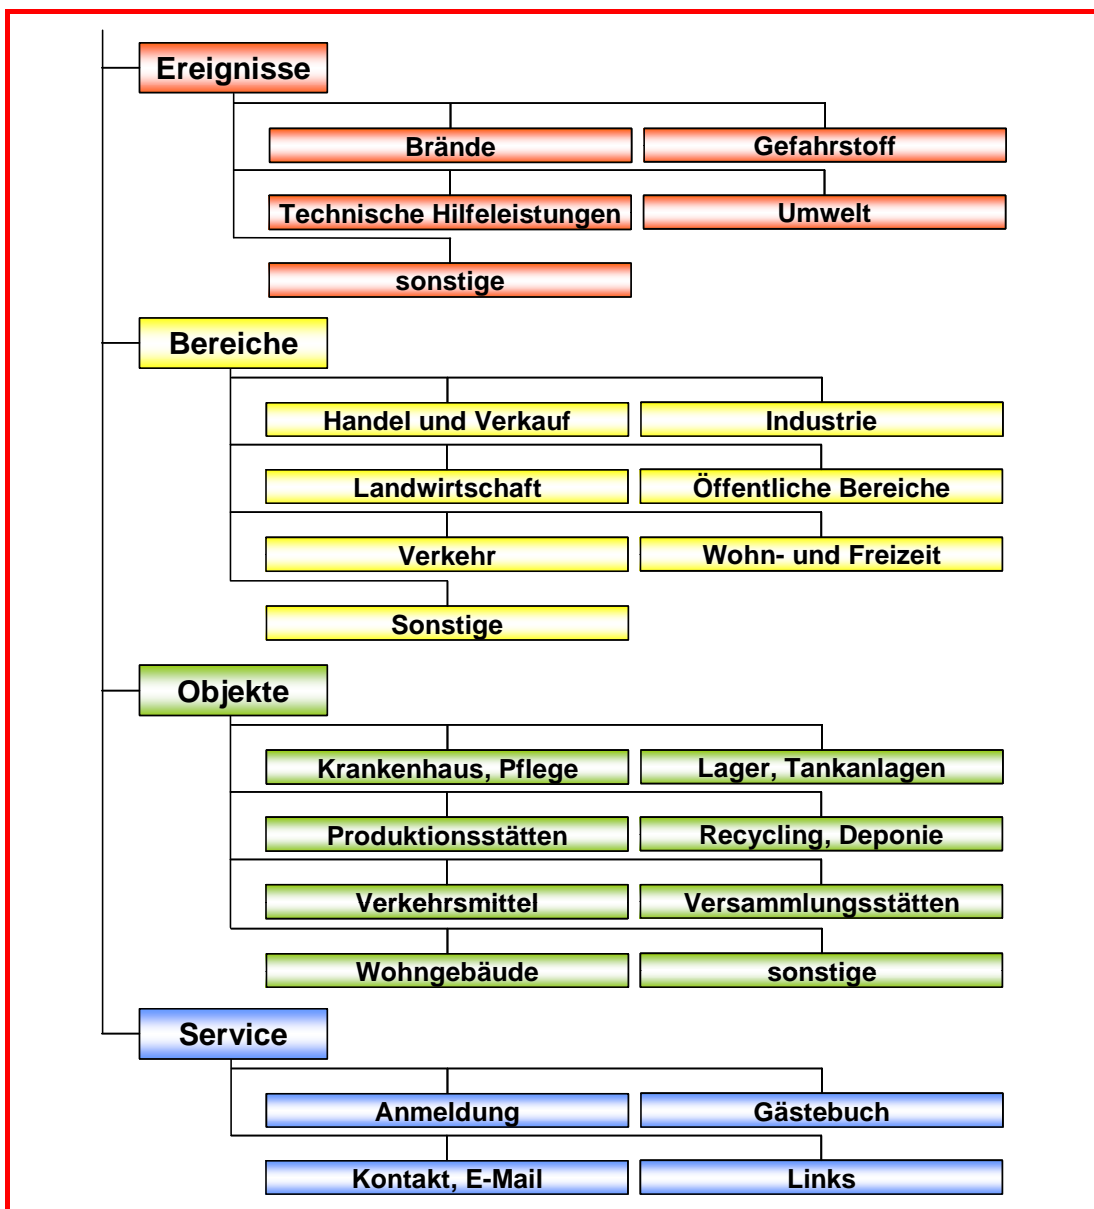 Ereignisse
Brände
Gefahrstoff
Technische Hilfeleistungen
Umwelt
sonstige
Bereiche
Handel und Verkauf
Industrie
Landwirtschaft
Öffentliche Bereiche
Verkehr
Wohn- und Freizeit
Sonstige
Objekte
Krankenhaus, Pflege
Lager, Tankanlagen
Produktionsstätten
Recycling, Deponie
Verkehrsmittel
Versammlungsstätten
Wohngebäude
sonstige
Service
Anmeldung
Gästebuch
Kontakt, E-Mail
Links